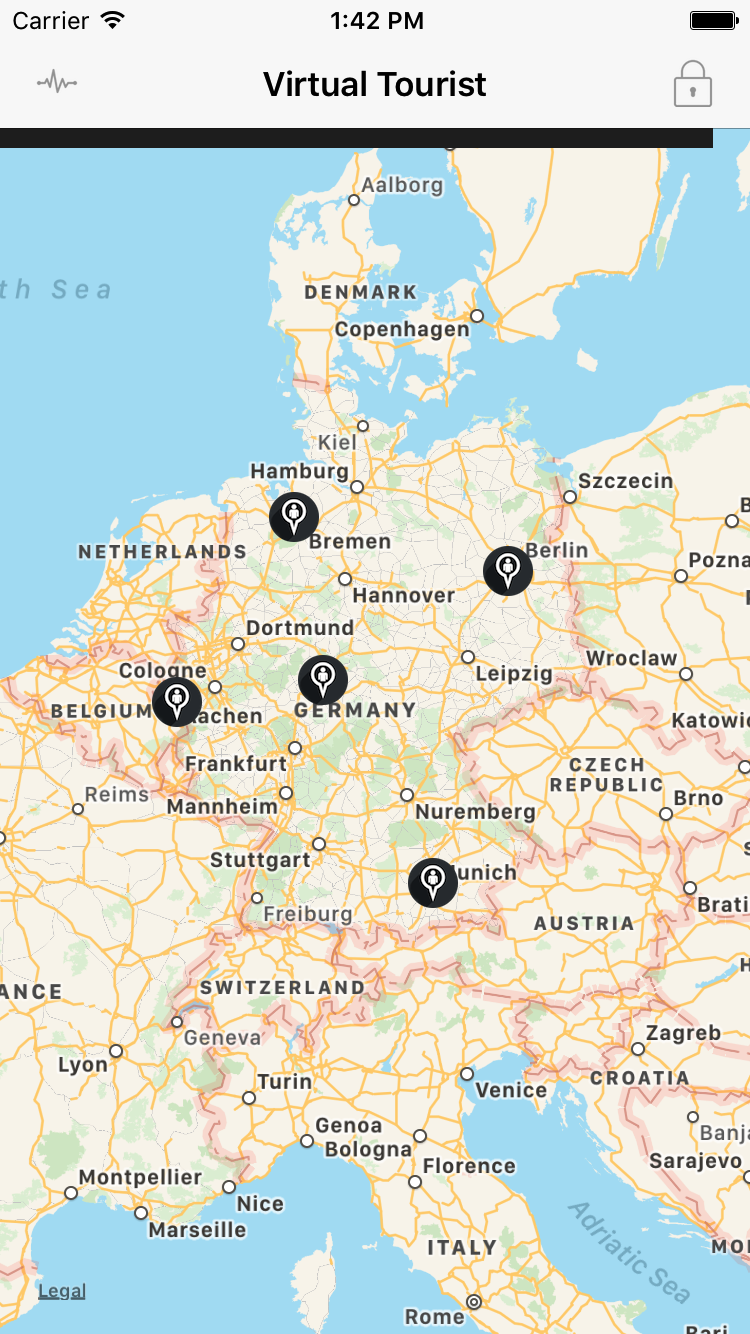 Carrier
1:42 PM
Virtual Tourist
Aalborg
th Sea
DENMARK
Copenhagen
Kiel
Hamburg
Szczecin
B
Bremen
NETHERLANDS
Berlin
Pozna
Hannover
Dortmund
Cologne
Wroclaw
Leipzig
BELGIUM
achen
GERMANY
Katowic
Frankfurt
CZECH
REPUBLIC
Reims
Mannheim
Nuremberg
Brno
Stuttgart
unich
Freiburg
Brati
AUSTRIA
H
ANCE
SWITZERLAND
Geneva
Zagreb
Lyon
Turin
Venice
CROATIA
Genoa
Bologna
Banja
Florence
Sarajevo
Montpellier
Nice
Marseille
Adriatic Sea
ITALY
MO
Legal
Rome
Bari